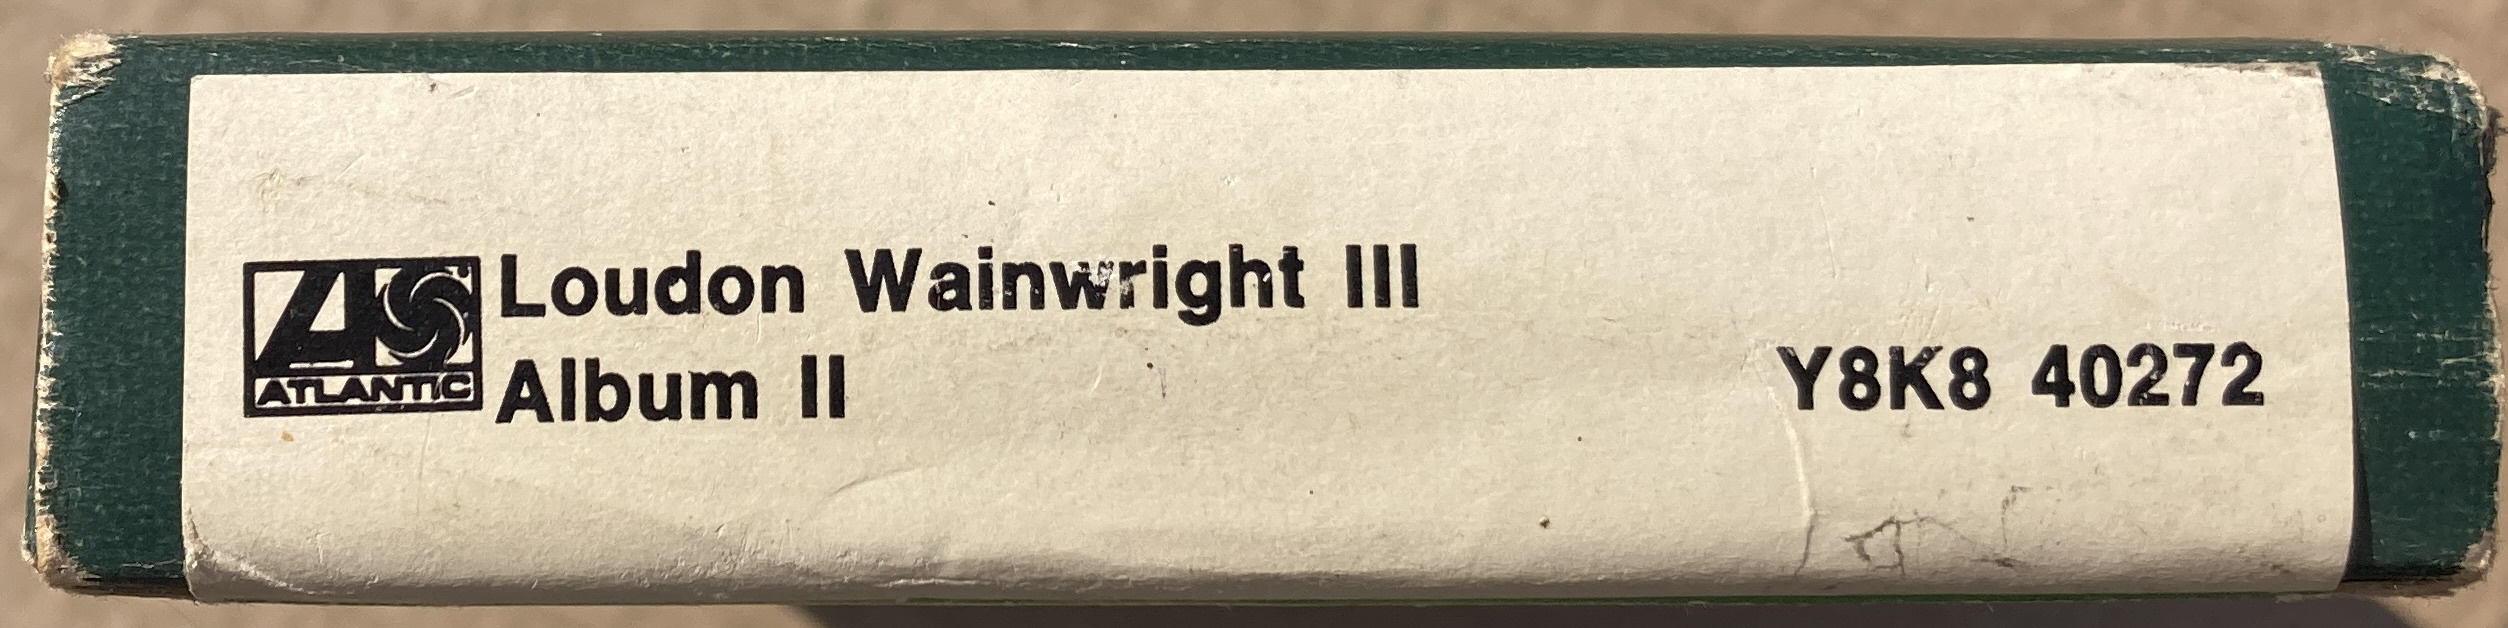 Loudon Wainwright III
Album II
ATLANTIC
Y8K8 40272